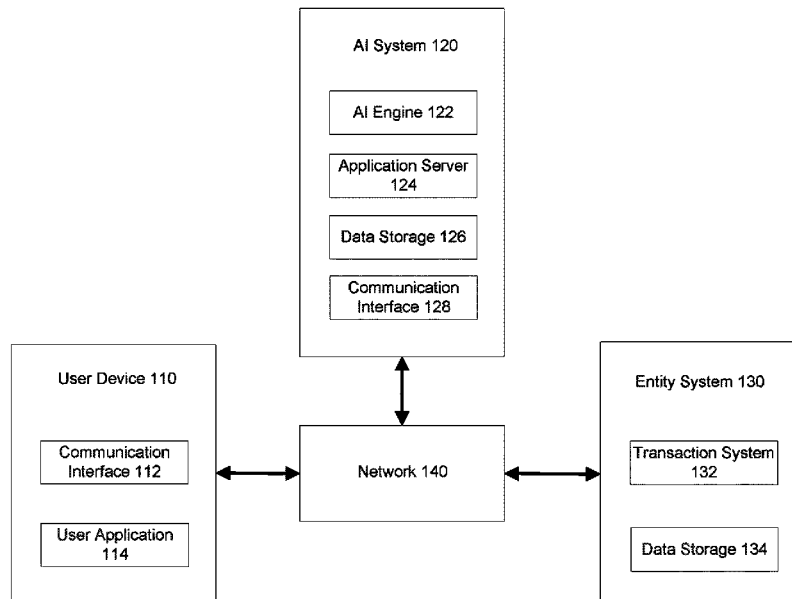 AI System 120
AI Engine 122
Application Server
124
Data Storage 126
Communication
Interface 128
User Device 110
Communication
Interface 112
User Application
114
Network 140
Entity System 130
Transaction System
132
Data Storage 134